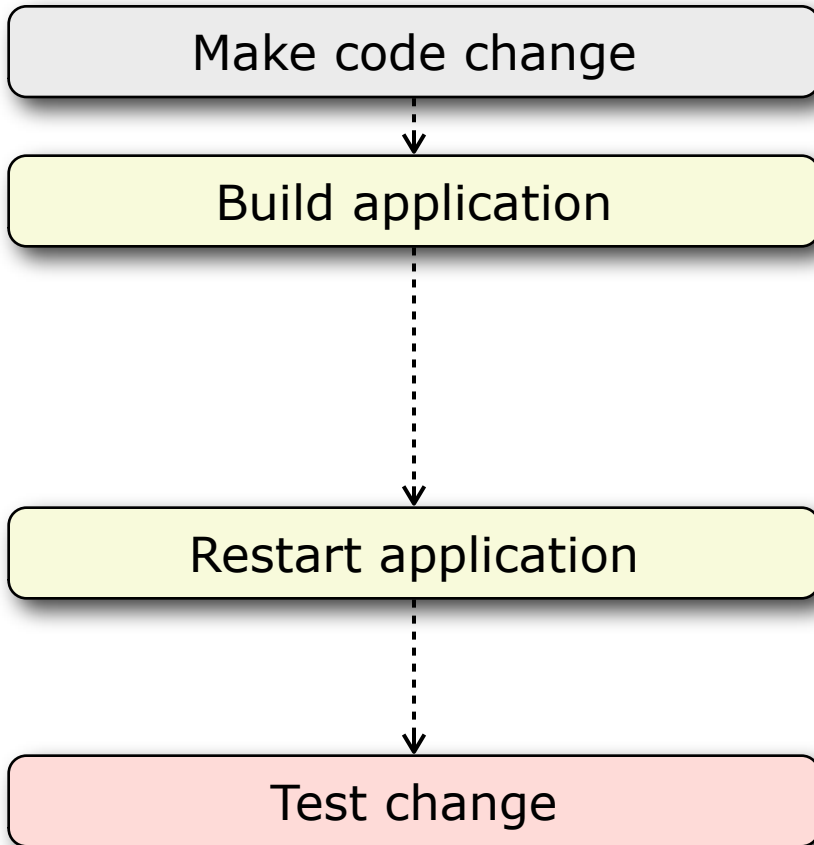 Make code change
Build application
Restart application
Test change